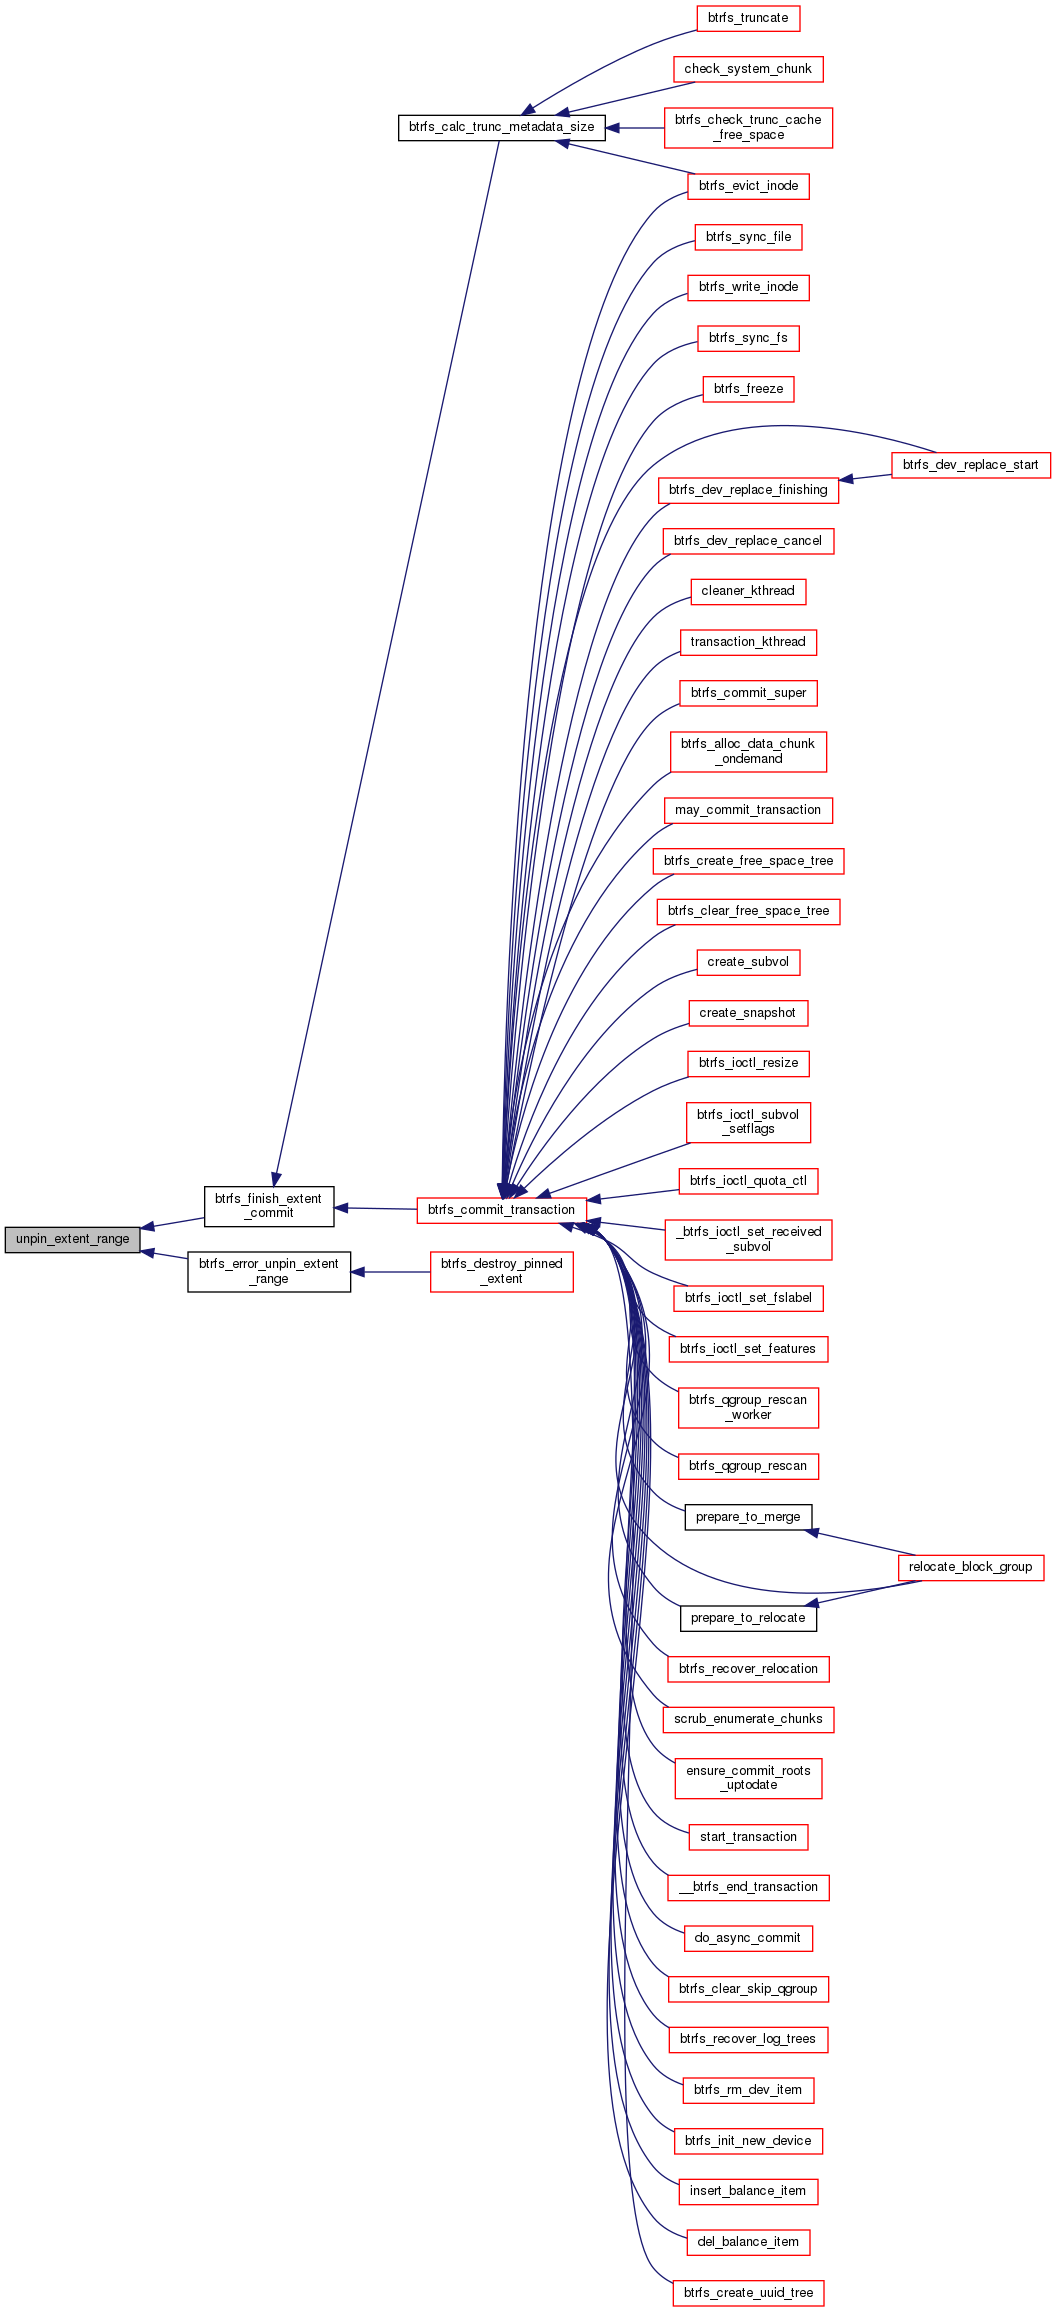 btrfs_truncate
check_system_chunk
btrfs_calc_trunc_metadata_size
btrfs_check_trunc_cache
_free_space
btrfs_evict_inode
btrfs_sync_file
btrfs_write_inode
btrfs_sync_fs
btrfs_freeze
btrfs_dev_replace_start
btrfs_dev_replace_finishing
btrfs_dev_replace_cancel
cleaner_kthread
transaction_kthread
btrfs_commit_super
btrfs_alloc_data_chunk
_ondemand
may_commit_transaction
btrfs_create_free_space_tree
btrfs_clear_free_space_tree
create_subvol
create_snapshot
btrfs_ioctl_resize
btrfs_ioctl_subvol
_setflags
btrfs_ioctl_quota_ctl
btrfs_finish_extent
_commit
btrfs_commit_transaction
unpin_extent_range
_btrfs_ioctl_set_received
_subvol
btrfs_error_unpin_extent
_range
btrfs_destroy_pinned
_extent
btrfs_ioctl_set_fslabel
btrfs_ioctl_set_features
btrfs_qgroup_rescan
_worker
btrfs_qgroup_rescan
prepare_to_merge
relocate_block_group
prepare_to_relocate
btrfs_recover_relocation
scrub_enumerate_chunks
ensure_commit_roots
_uptodate
start_transaction
__btrfs_end_transaction
do_async_commit
btrfs_clear_skip_qgroup
btrfs_recover_log_trees
btrfs_rm_dev_item
btrfs_init_new_device
insert_balance_item
del_balance_item
btrfs_create_uuid_tree